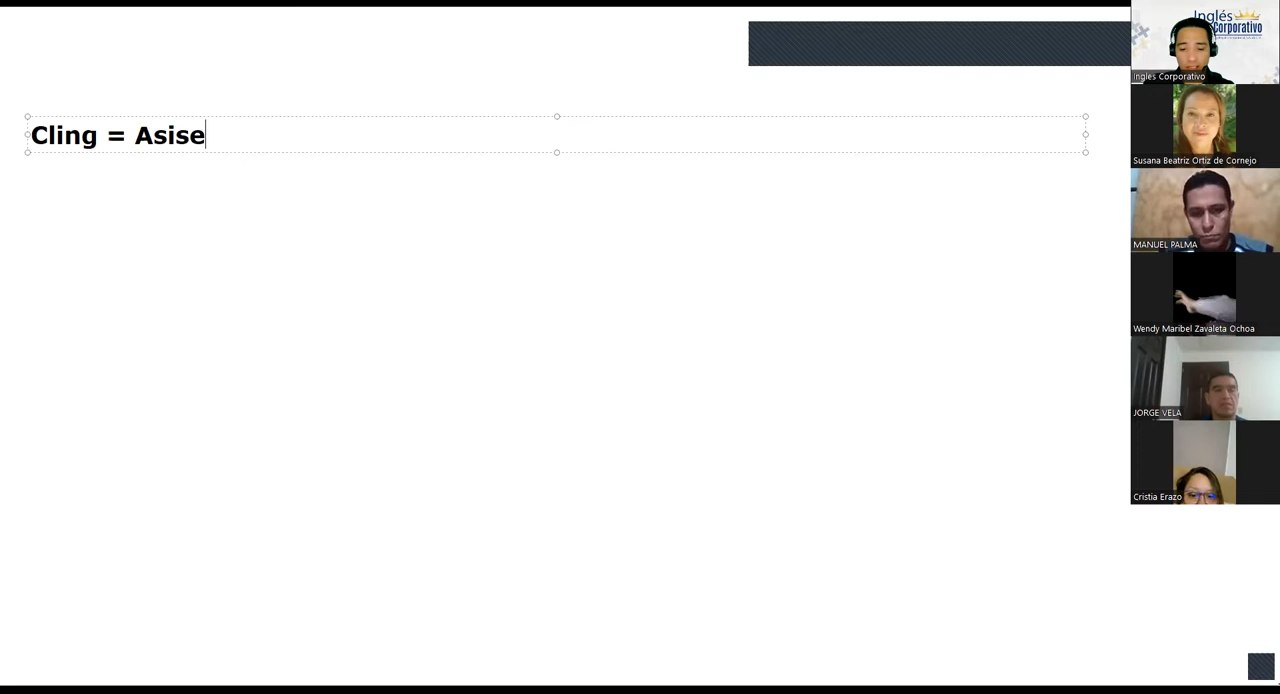 Cling = Asise
Inglés
Corporativo
Ingles Corporativo
Susana Beatriz Ortiz de Cornejo
MANUEL PALMA
Wendy Maribel Zavaleta Ochoa
JORGE VELA
Cristia Erazo